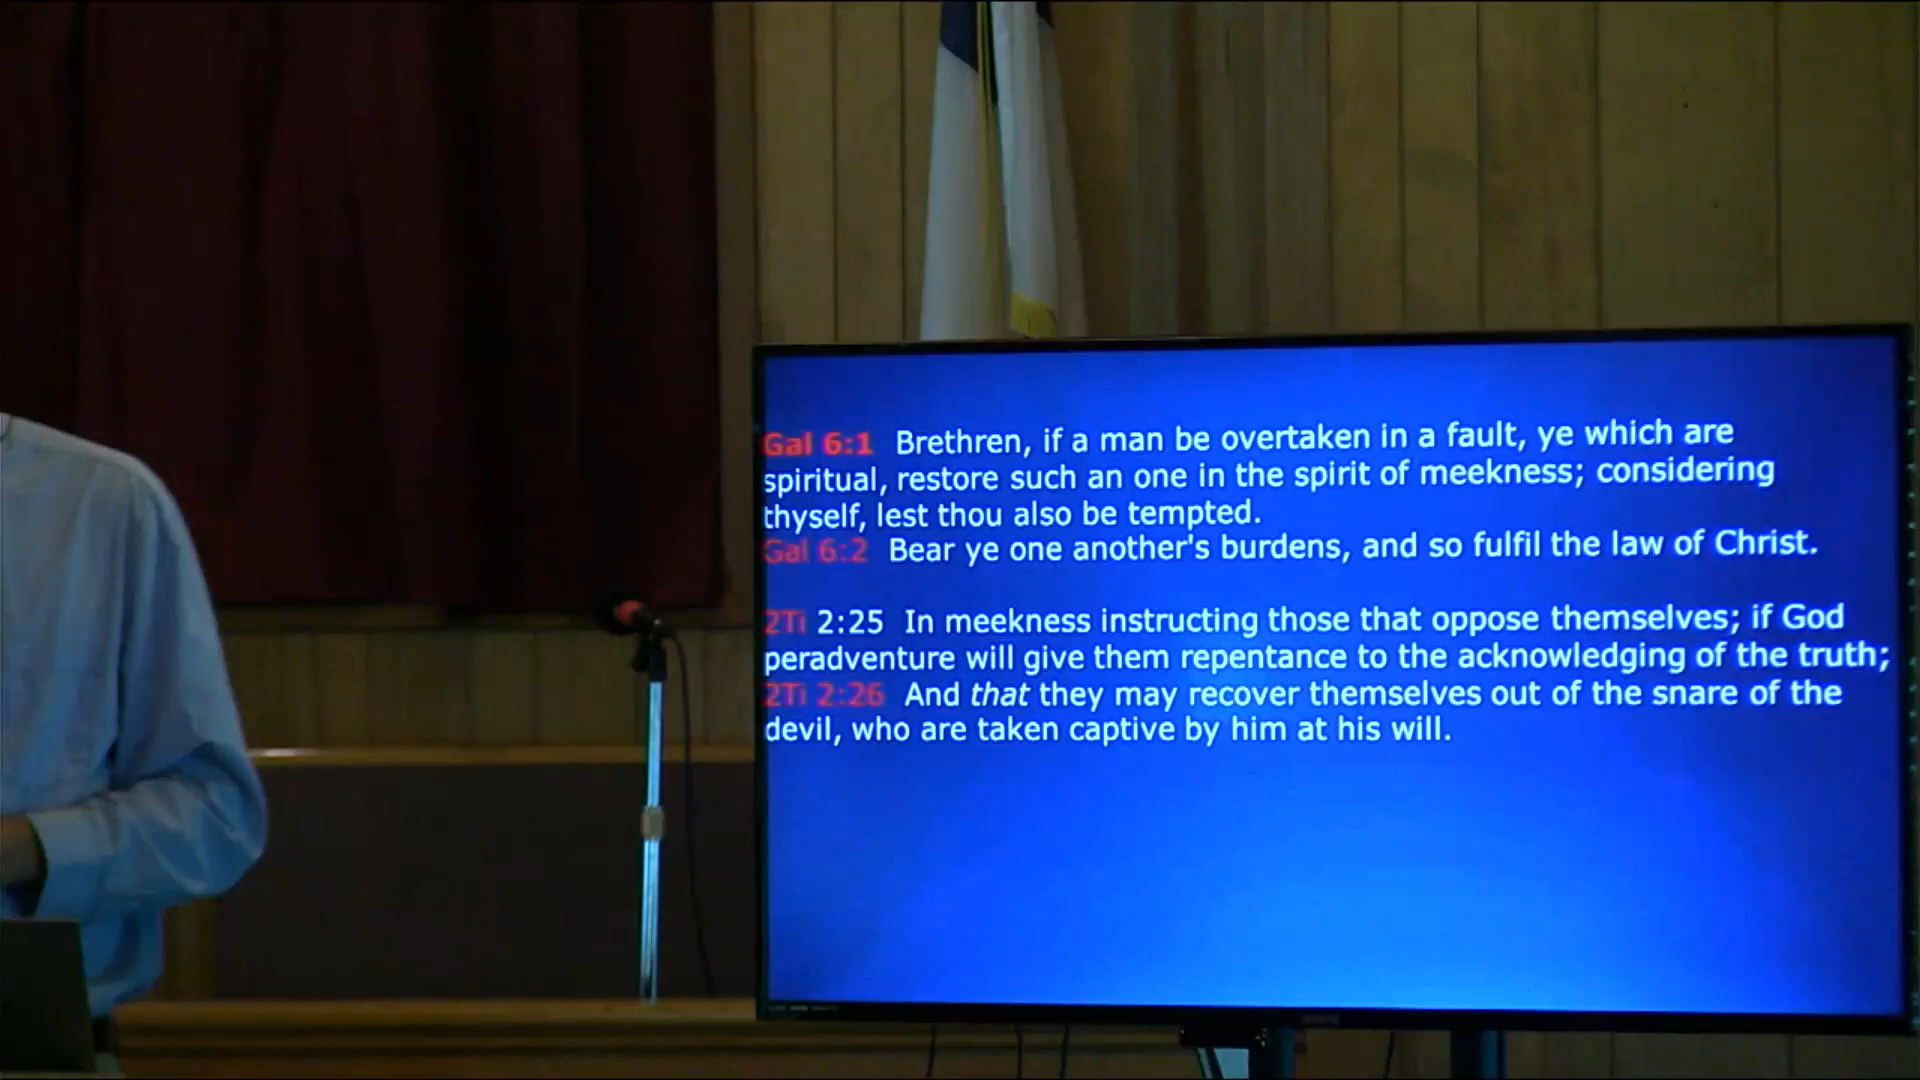 Gal 6:1 Brethren, if a man be overtaken in a fault, ye which are
spiritual, restore such an one in the spirit of meekness; considering
thyself, lest thou also be tempted.
Gal 6:2 Bear ye one another's burdens, and so fulfil the law of Christ.
2Ti 2:25 In meekness instructing those that oppose themselves; if God
peradventure will give them repentance to the acknowledging of the truth;
2Ti 2:26 And that they may recover themselves out of the snare of the
devil, who are taken captive by him at his will.